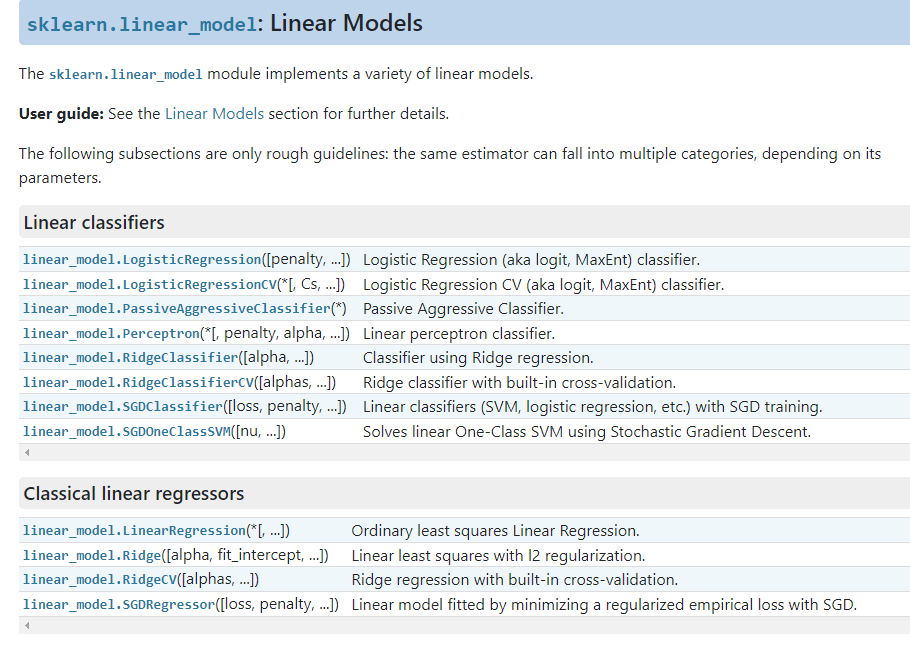 sklearn.linear_model: Linear Models
The sklearn.linear_model module implements a variety of linear models.
User guide: See the Linear Models section for further details.
The following subsections are only rough guidelines: the same estimator can fall into multiple categories, depending on its
parameters.
Linear classifiers
linear_model.LogisticRegression([penalty, ...]) Logistic Regression (aka logit, MaxEnt) classifier.
linear_model.LogisticRegressionCV(*[, Cs, ...]) Logistic Regression CV (aka logit, MaxEnt) classifier.
linear_model.PassiveAggressiveClassifier(*) Passive Aggressive Classifier.
linear_model.Perceptron(*[, penalty, alpha, ...]) Linear perceptron classifier.
linear_model.RidgeClassifier([alpha, ...]) Classifier using Ridge regression.
linear_model.RidgeClassifierCV([alphas, ...]) Ridge classifier with built-in cross-validation.
linear_model.SGDClassifier([loss, penalty, ...]) Linear classifiers (SVM, logistic regression, etc.) with SGD training.
linear_model.SGDOneClassSVM([nu, ...]) Solves linear One-Class SVM using Stochastic Gradient Descent.
Classical linear regressors
linear_model.LinearRegression(*[, ...]) Ordinary least squares Linear Regression.
linear_model.Ridge([alpha, fit_intercept, ...]) Linear least squares with l2 regularization.
linear_model.RidgeCV([alphas, ...]) Ridge regression with built-in cross-validation.
linear_model.SGDRegressor([loss, penalty, ...]) Linear model fitted by minimizing a regularized empirical loss with SGD.